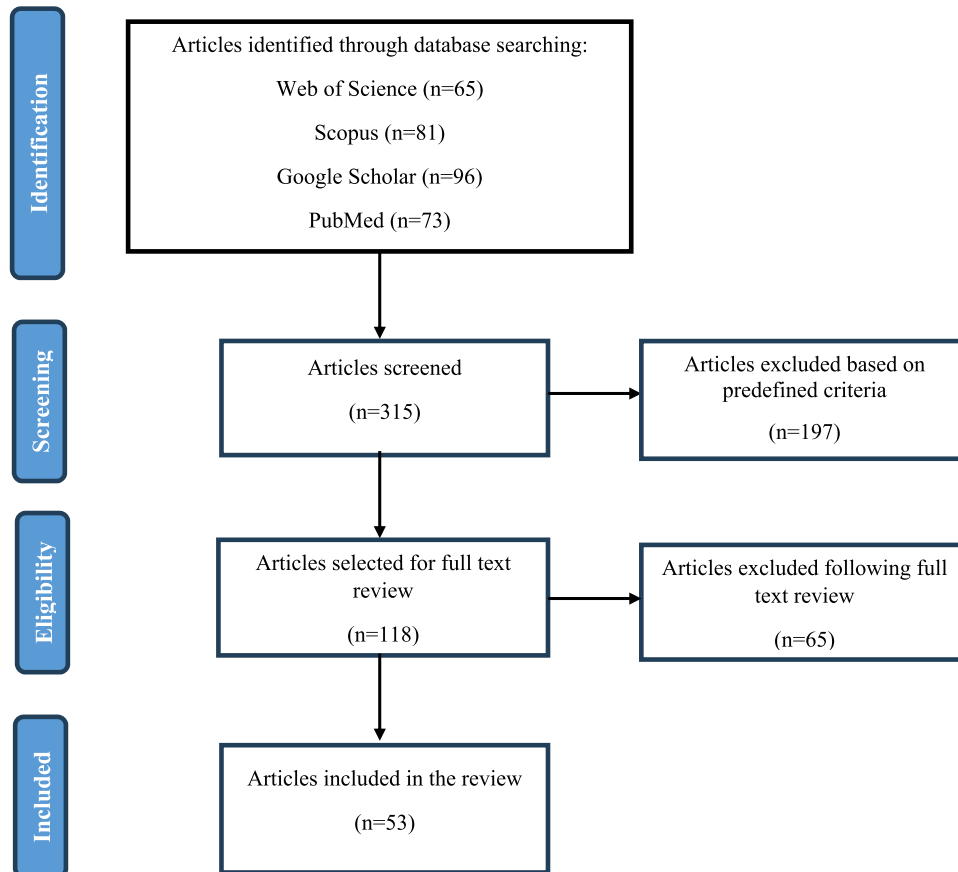 Identification
Articles identified through database searching:
Web of Science (n=65)
Scopus (n=81)
Google Scholar (n=96)
PubMed (n=73)
Screening
Articles screened
(n=315)
Articles excluded based on
predefined criteria
(n=197)
Eligibility
Articles selected for full text
review
(n=118)
Articles excluded following full
text review
(n=65)
Included
Articles included in the review
(n=53)